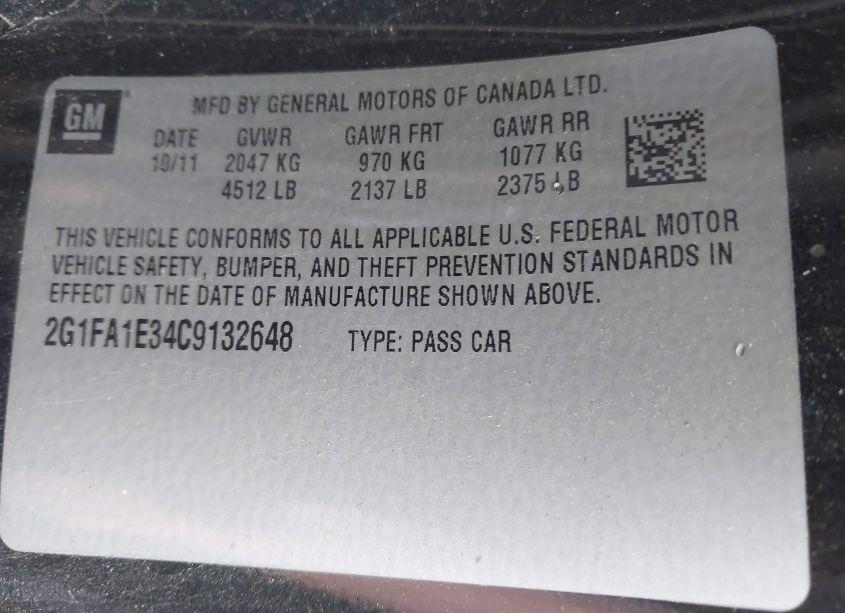 GM
MFD BY GENERAL MOTORS OF CANADA LTD.
DATE GVWR GAWR FRT GAWR RR
10/11 2047 KG 970 KG 1077 KG
4512 LB 2137 LB 2375 LB
THIS VEHICLE CONFORMS TO ALL APPLICABLE U.S. FEDERAL MOTOR
VEHICLE SAFETY, BUMPER, AND THEFT PREVENTION STANDARDS IN
EFFECT ON THE DATE OF MANUFACTURE SHOWN ABOVE.
2G1FA1E34C9132648 TYPE: PASS CAR